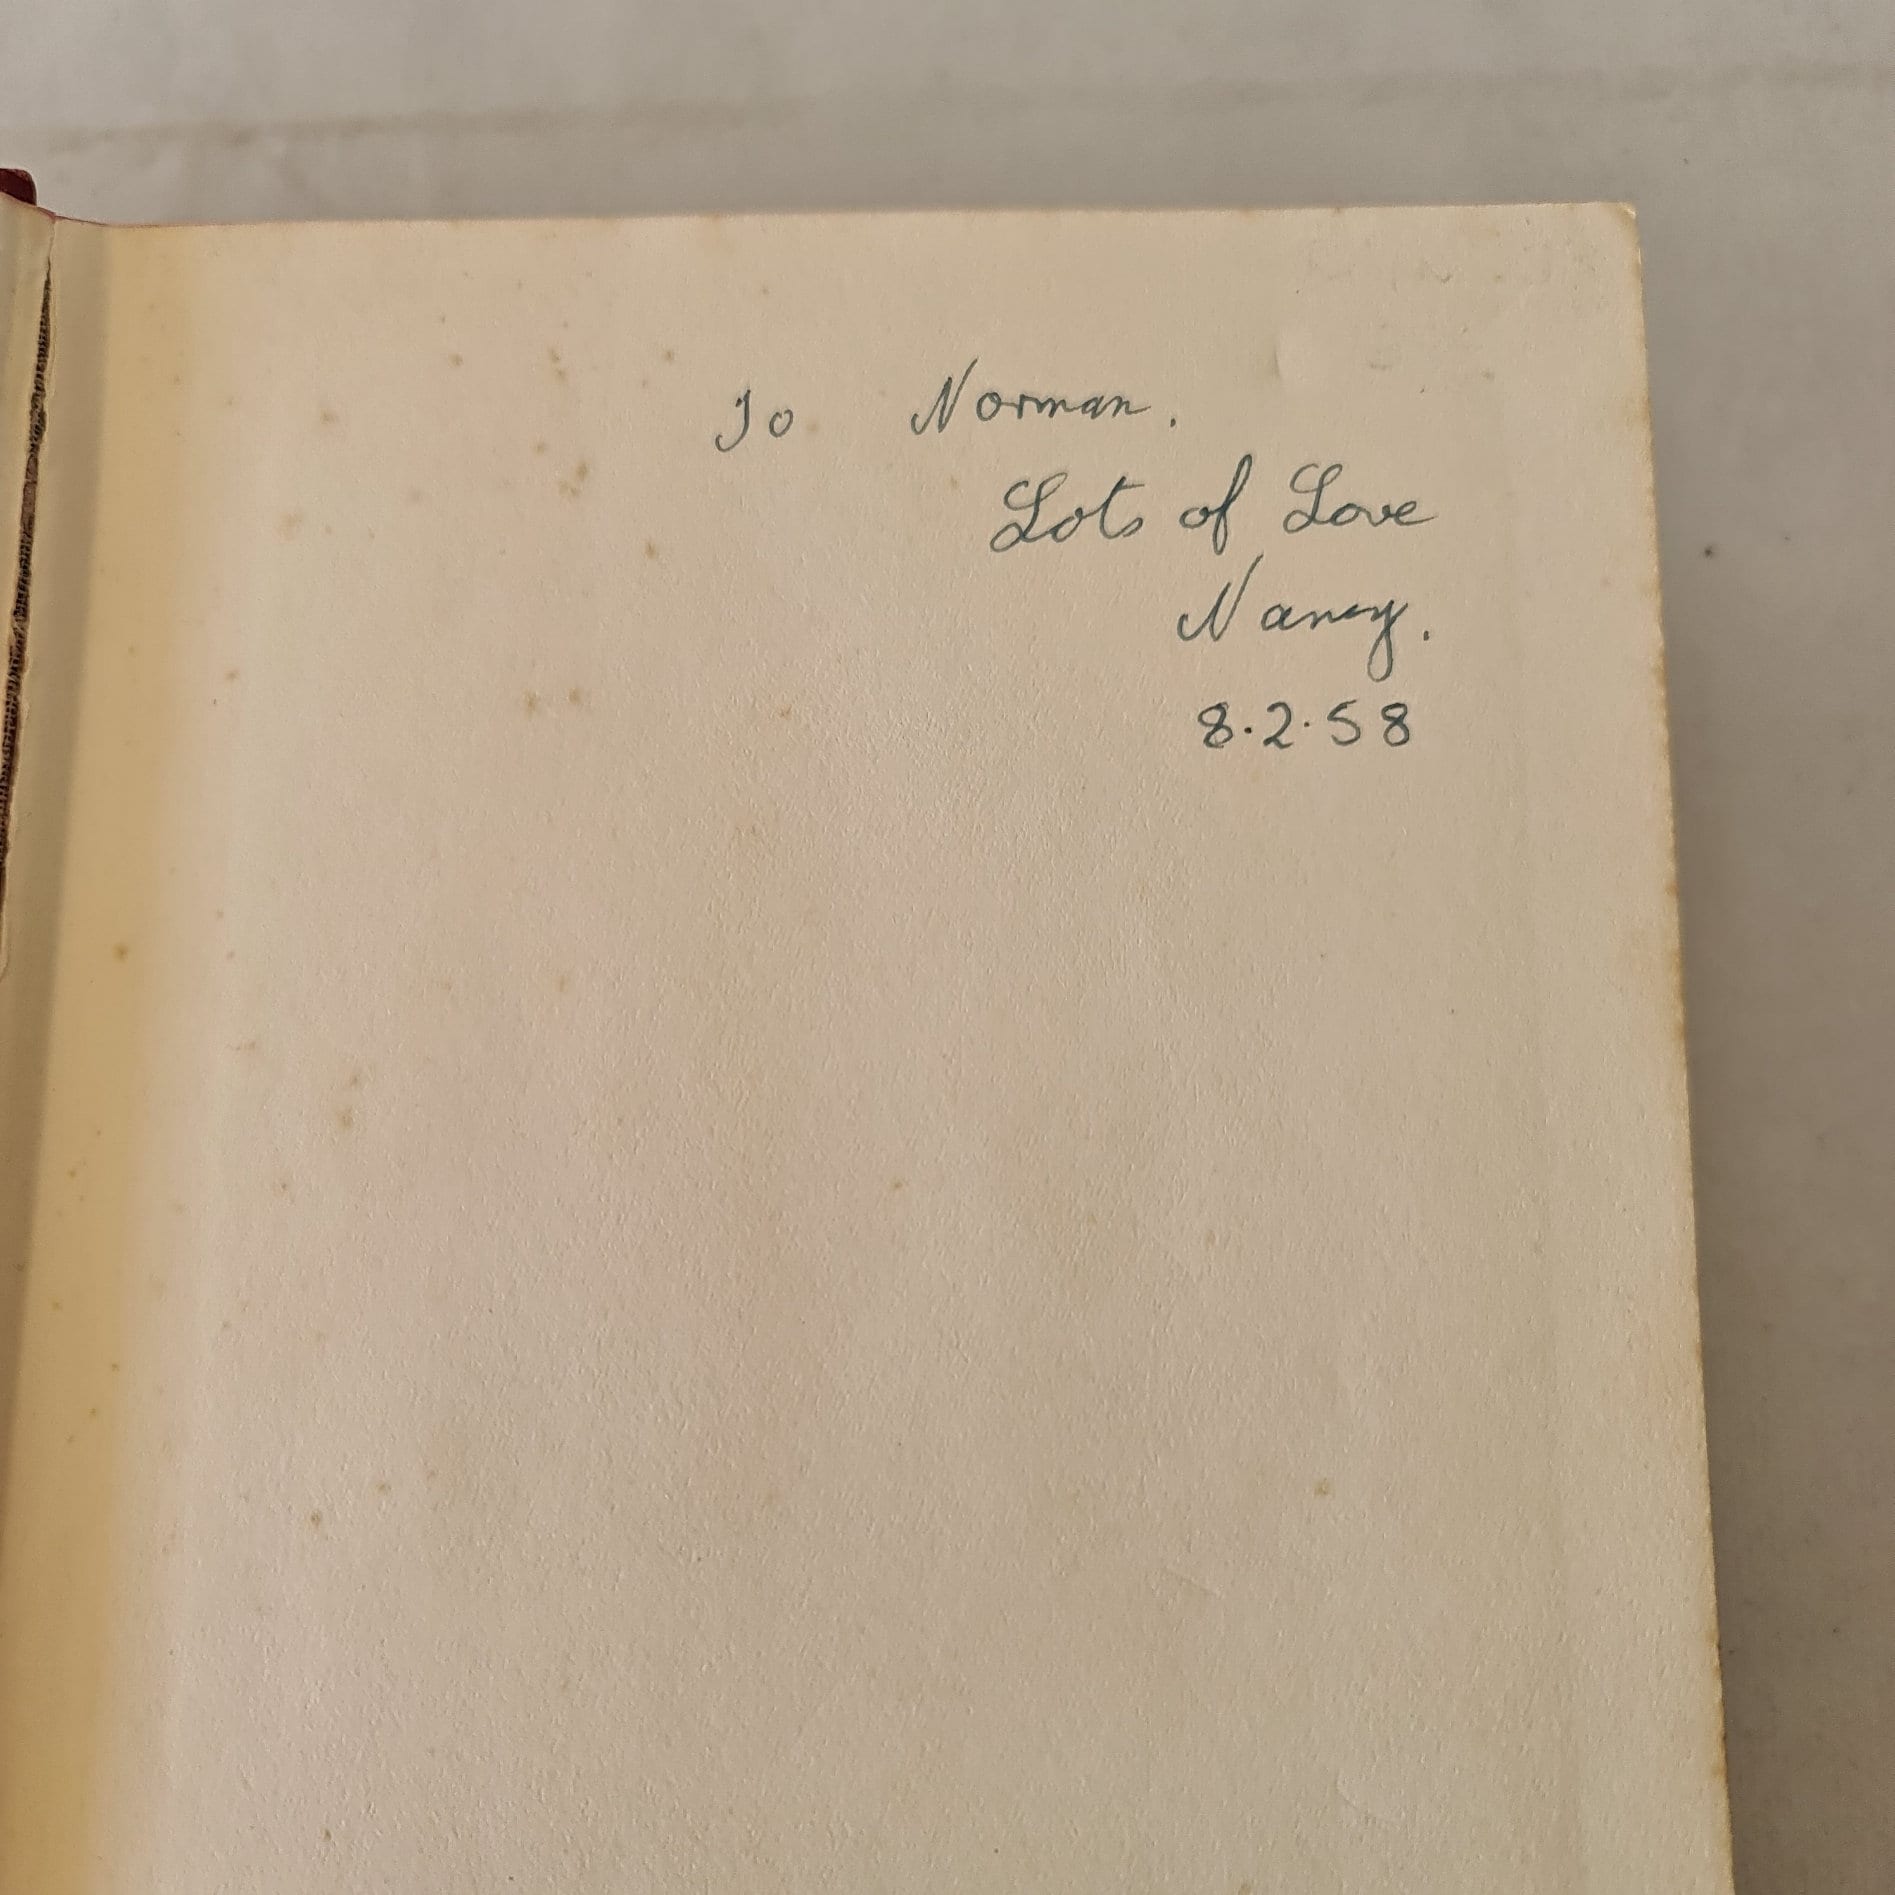 To Norman.
Lots of Love
Nancy.
8.2.58